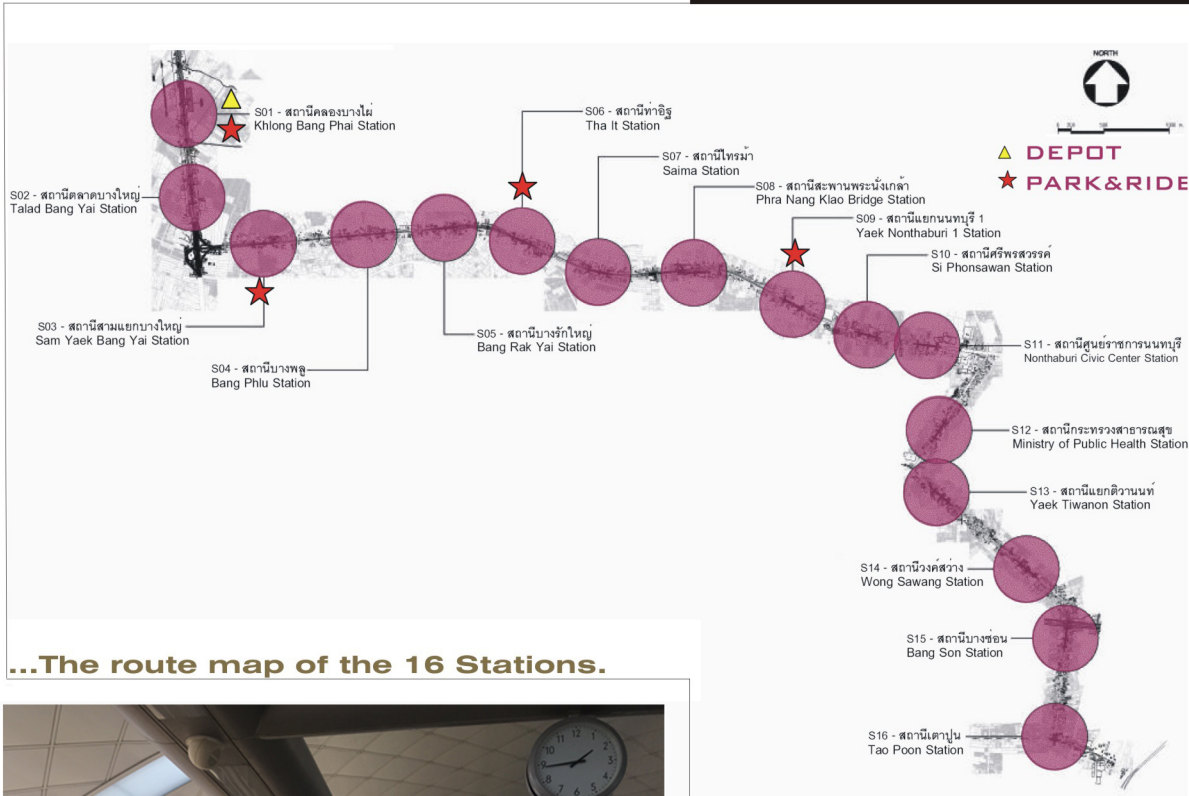 NORTH
DEPOT
PARK&RIDE
S01 - สถานีคลองบางไผ่
Khlong Bang Phai Station
S02 - สถานีตลาดบางใหญ่
Talad Bang Yai Station
S03 - สถานีสามแยกบางใหญ่
Sam Yaek Bang Yai Station
S04 - สถานีบางพลู
Bang Phlu Station
S05 - สถานีบางรักใหญ่
Bang Rak Yai Station
S06 - สถานีท่าอิฐ
Tha It Station
S07 - สถานีไทรม้า
Saima Station
S08 - สถานีสะพานพระนั่งเกล้า
Phra Nang Klao Bridge Station
S09 - สถานีแยกนนทบุรี 1
Yaek Nonthaburi 1 Station
S10 - สถานีศรีพรสวรรค์
Si Phonsawan Station
S11 - สถานีศูนย์ราชการนนทบุรี
Nonthaburi Civic Center Station
S12 - สถานีกระทรวงสาธารณสุข
Ministry of Public Health Station
S13 - สถานีแยกติวานนท์
Yaek Tiwanon Station
S14 - สถานีวงศ์สว่าง
Wong Sawang Station
S15 - สถานีบางซ่อน
Bang Son Station
S16 - สถานีเตาปูน
Tao Poon Station
...The route map of the 16 Stations.
12
11
1
10
2
9
3
8
4
7
6
5